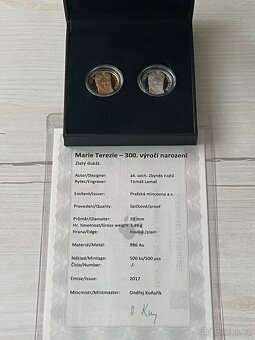 Marie Terezie – 300. výročí narození
Zlatý dukát.
Autor/Designer: ak. soch. Zbyněk Fojtů
Rytec/Engraver: Tomáš Lamač
Emitent/Issuer: Pražská mincovna a.s.
Provedení/Quality: špičkové/proof
Průměr/Diameter: 20 mm
Hr. hmotnost/Gross weight: 3,49 g
Hrana/Edge: hladká/plain
Materiál/Metal: 986 Au
Náklad/Mintage: 500 ks/500 pcs
Číslo/Number: -/-
Emise/Issue: 2017
Mincmistr/Mintmaster: Ondřej